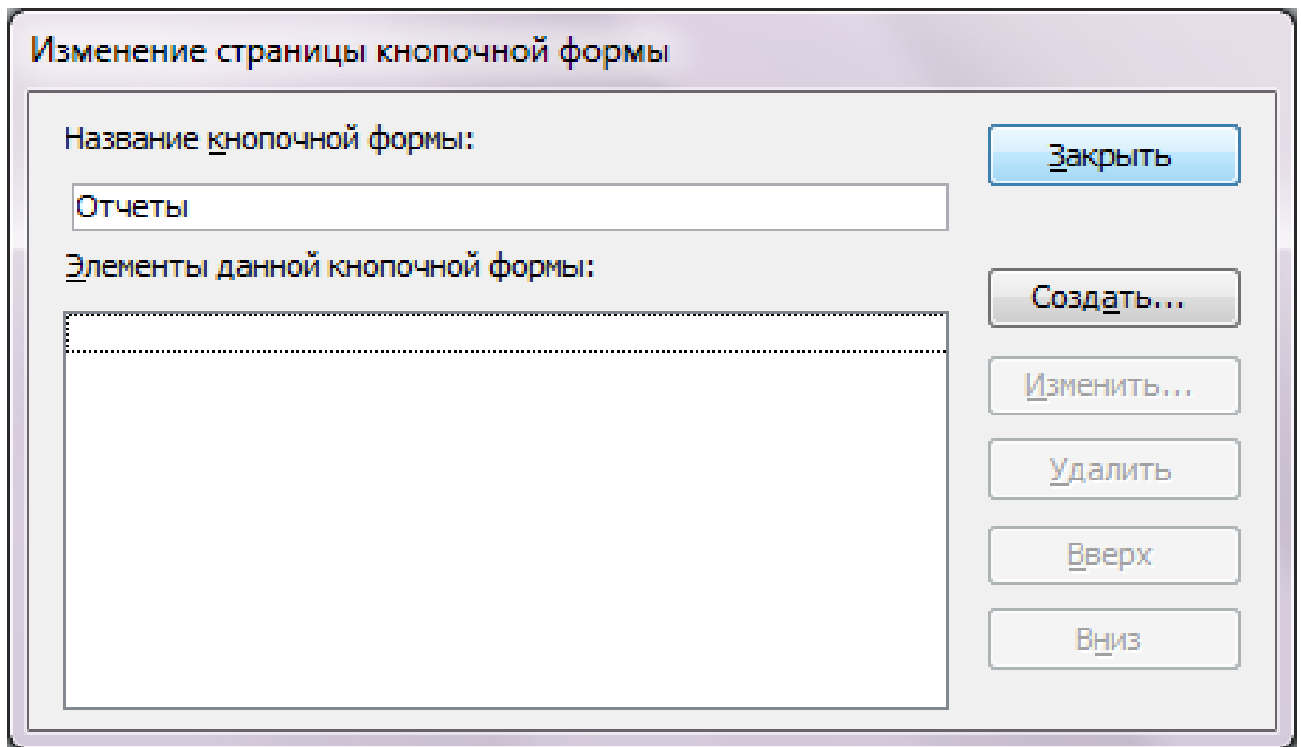 Изменение страницы кнопочной формы
Название кнопочной формы:
Закрыть
Отчеты
Элементы данной кнопочной формы:
Создать...
Изменить...
Удалить
Вверх
Вниз